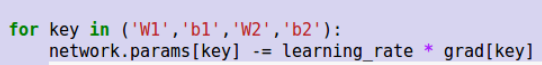 for key in ('W1','b1','W2','b2'):
    network.params[key] -= learning_rate * grad[key]